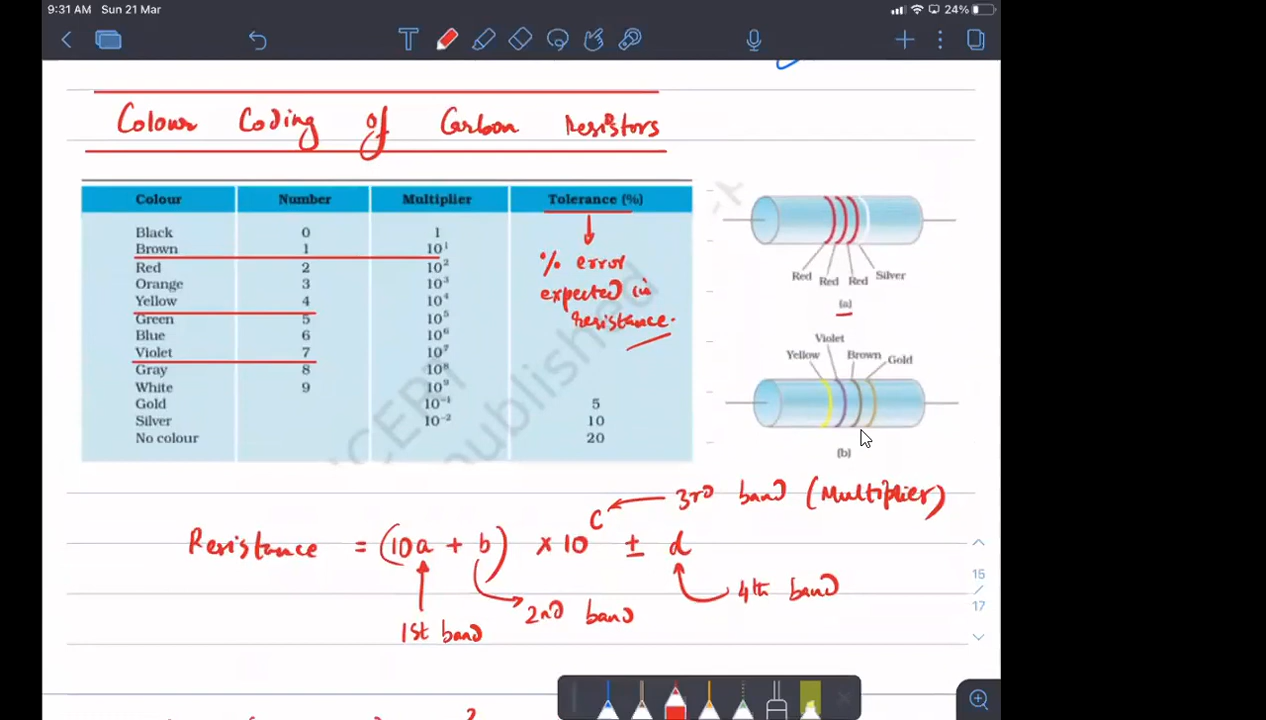 9:31 AM Sun 21 Mar
24%
Colour Coding of Carbon Resistors
Colour Number Multiplier Tolerance (%)
Black 0 1
Brown 1 10¹
Red 2 10²
Orange 3 10³
Yellow 4 10⁴
Green 5 10⁵
Blue 6 10⁶
Violet 7 10⁷
Gray 8 10⁸
White 9 10⁹
Gold 10⁻¹ 5
Silver 10⁻² 10
No colour 20
% error
expected in
Resistance.
Red Red Red Silver
(a)
Violet
Yellow Brown Gold
(b)
3rd band (Multiplier)
Resistance = (10a + b) × 10ᶜ ± d
4th band
2nd band
1st band
15
/
17